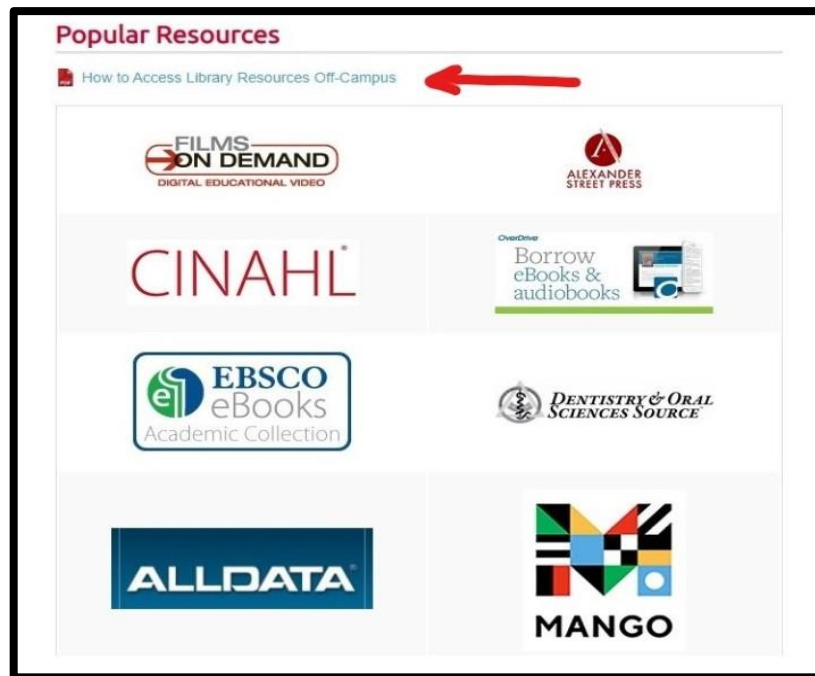 Popular Resources
PDF
How to Access Library Resources Off-Campus
FILMS
ON DEMAND
DIGITAL EDUCATIONAL VIDEO
A
ALEXANDER
STREET PRESS
CINAHL®
OverDrive
Borrow
eBooks &
audiobooks
e
EBSCO
eBooks
Academic Collection
DENTISTRY & ORAL
SCIENCES SOURCE
ALLDATA®
MANGO